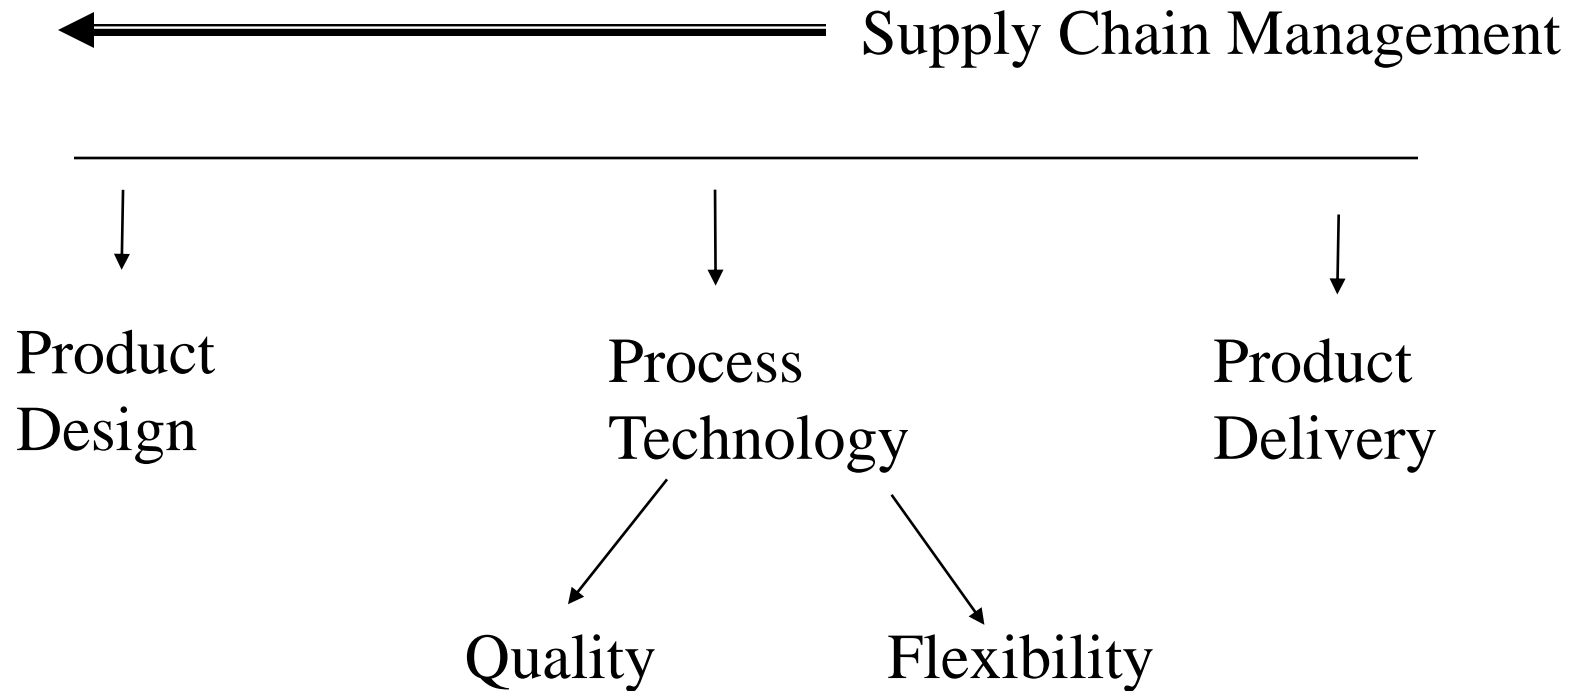 Supply Chain Management
Product
Design
Process
Technology
Product
Delivery
Quality
Flexibility